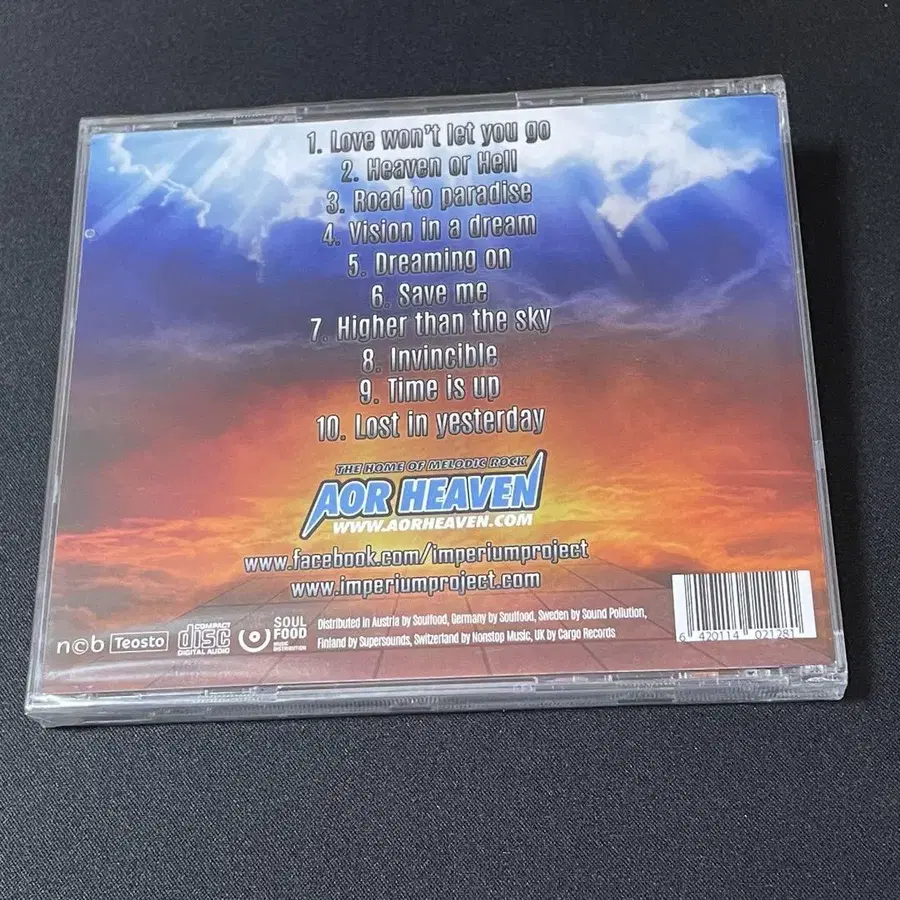 1. Love won't let you go
2. Heaven or Hell
3. Road to paradise
4. Vision in a dream
5. Dreaming on
6. Save me
7. Higher than the sky
8. Invincible
9. Time is up
10. Lost in yesterday
THE HOME OF MELODIC ROCK
AOR HEAVEN
WWW.AORHEAVEN.COM
www.facebook.com/imperiumproject
www.imperiumproject.com
n©b Teosto COMPACT disc DIGITAL AUDIO SOUL FOOD MUSIC DISTRIBUTION
Distributed in Austria by Soulfood, Germany by Soulfood, Sweden by Sound Pollution,
Finland by Supersounds, Switzerland by Nonstop Music, UK by Cargo Records
6 420114 021281